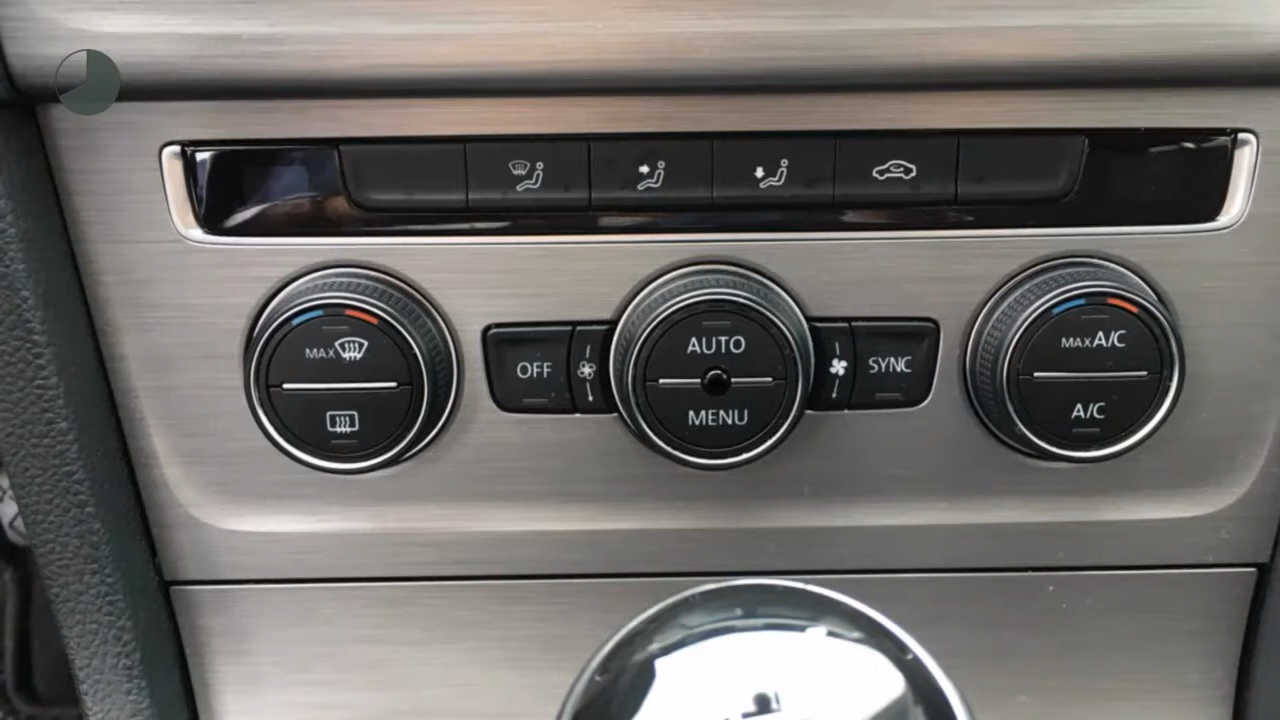 MAX
OFF
AUTO
MENU
SYNC
MAX A/C
A/C